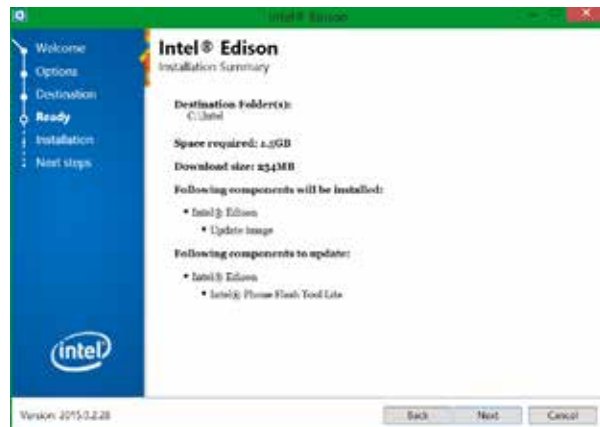 Intel® Edison
Welcome
Options
Destination
Ready
Installation
Next steps
Intel® Edison
Installation Summary
Destination Folder(s):
C:\Intel
Space required: 1.5GB
Download size: 234MB
Following components will be installed:
• Intel® Edison
• Update image
Following components to update:
• Intel® Edison
• Intel® Phone Flash Tool Lite
intel
Version: 2015.0.2.28
Back
Next
Cancel